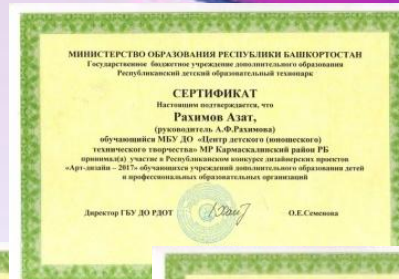 МИНИСТЕРСТВО ОБРАЗОВАНИЯ РЕСПУБЛИКИ БАШКОРТОСТАН
Государственное бюджетное учреждение дополнительного образования
Республиканский детский образовательный технопарк
СЕРТИФИКАТ
Настоящим подтверждается, что
Рахимов Азат,
(руководитель А.Ф.Рахимова)
обучающийся МБУ ДО «Центр детского (юношеского)
технического творчества» МР Кармаскалинский район РБ
принимал(а) участие в Республиканском конкурсе дизайнерских проектов
«Арт-дизайн – 2017» обучающихся учреждений дополнительного образования детей
и профессиональных образовательных организаций
Директор ГБУ ДО РДОТ
О.Е.Семенова